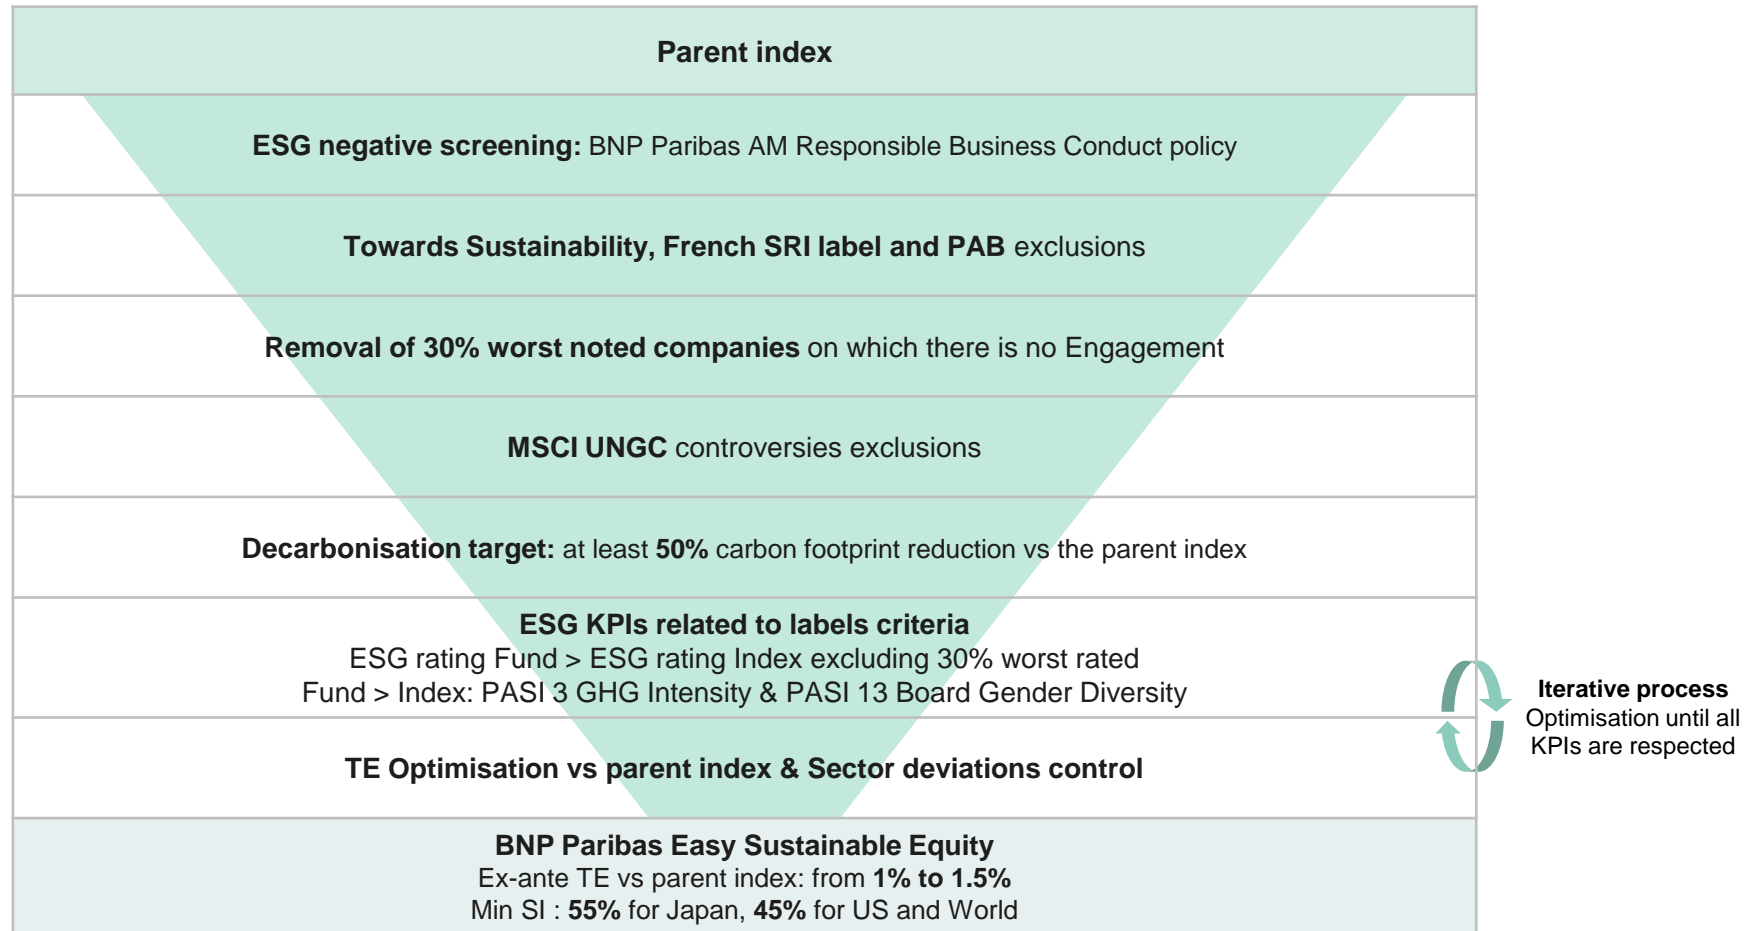 Parent index
ESG negative screening: BNP Paribas AM Responsible Business Conduct policy
Towards Sustainability, French SRI label and PAB exclusions
Removal of 30% worst noted companies on which there is no Engagement
MSCI UNGC controversies exclusions
Decarbonisation target: at least 50% carbon footprint reduction vs the parent index
ESG KPIs related to labels criteria
ESG rating Fund > ESG rating Index excluding 30% worst rated
Fund > Index: PASI 3 GHG Intensity & PASI 13 Board Gender Diversity
Iterative process
Optimisation until all
KPIs are respected
TE Optimisation vs parent index & Sector deviations control
BNP Paribas Easy Sustainable Equity
Ex-ante TE vs parent index: from 1% to 1.5%
Min SI : 55% for Japan, 45% for US and World